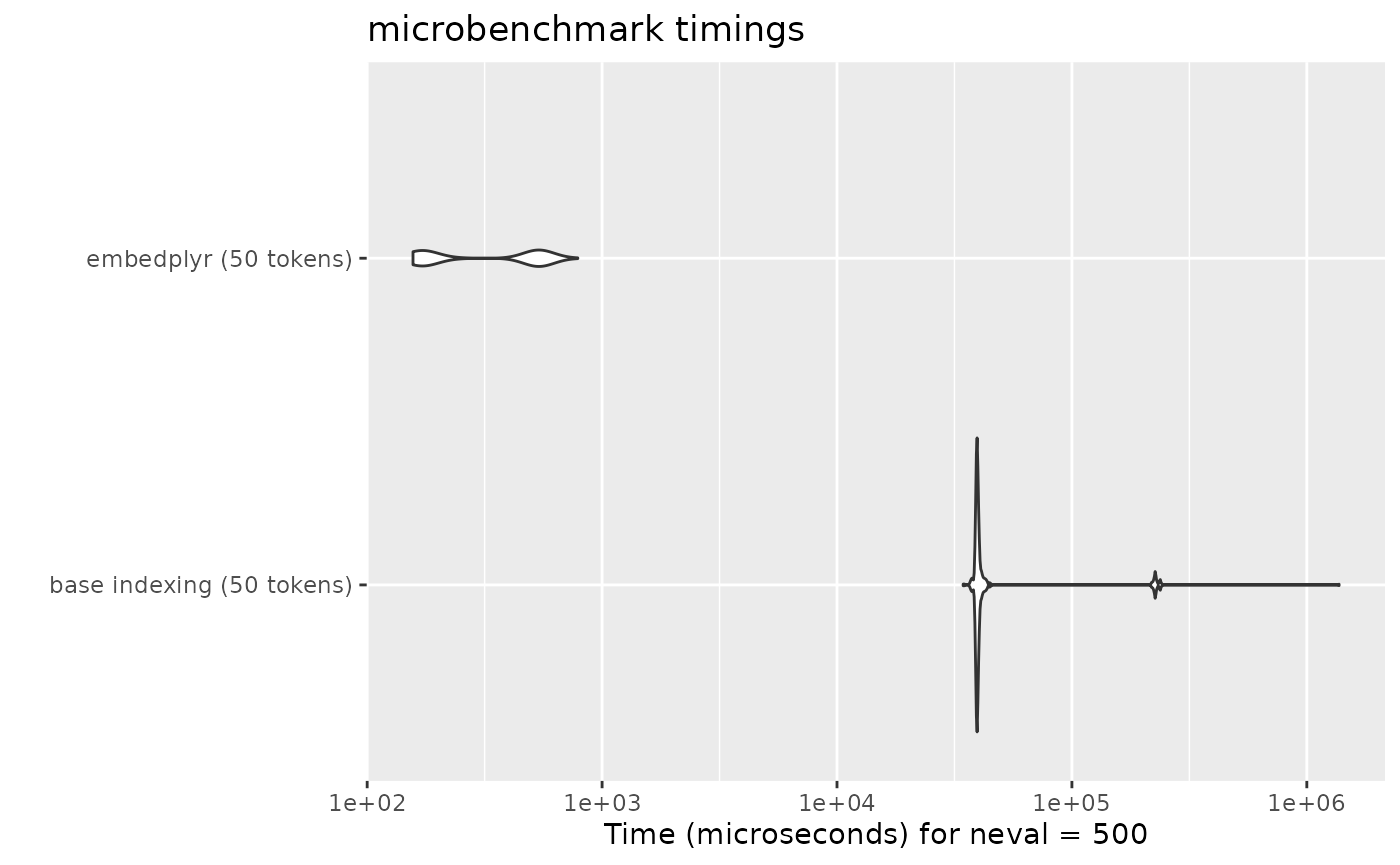 microbenchmark timings
embedplyr (50 tokens)
base indexing (50 tokens)
1e+02 1e+03 1e+04 1e+05 1e+06
Time (microseconds) for neval = 500